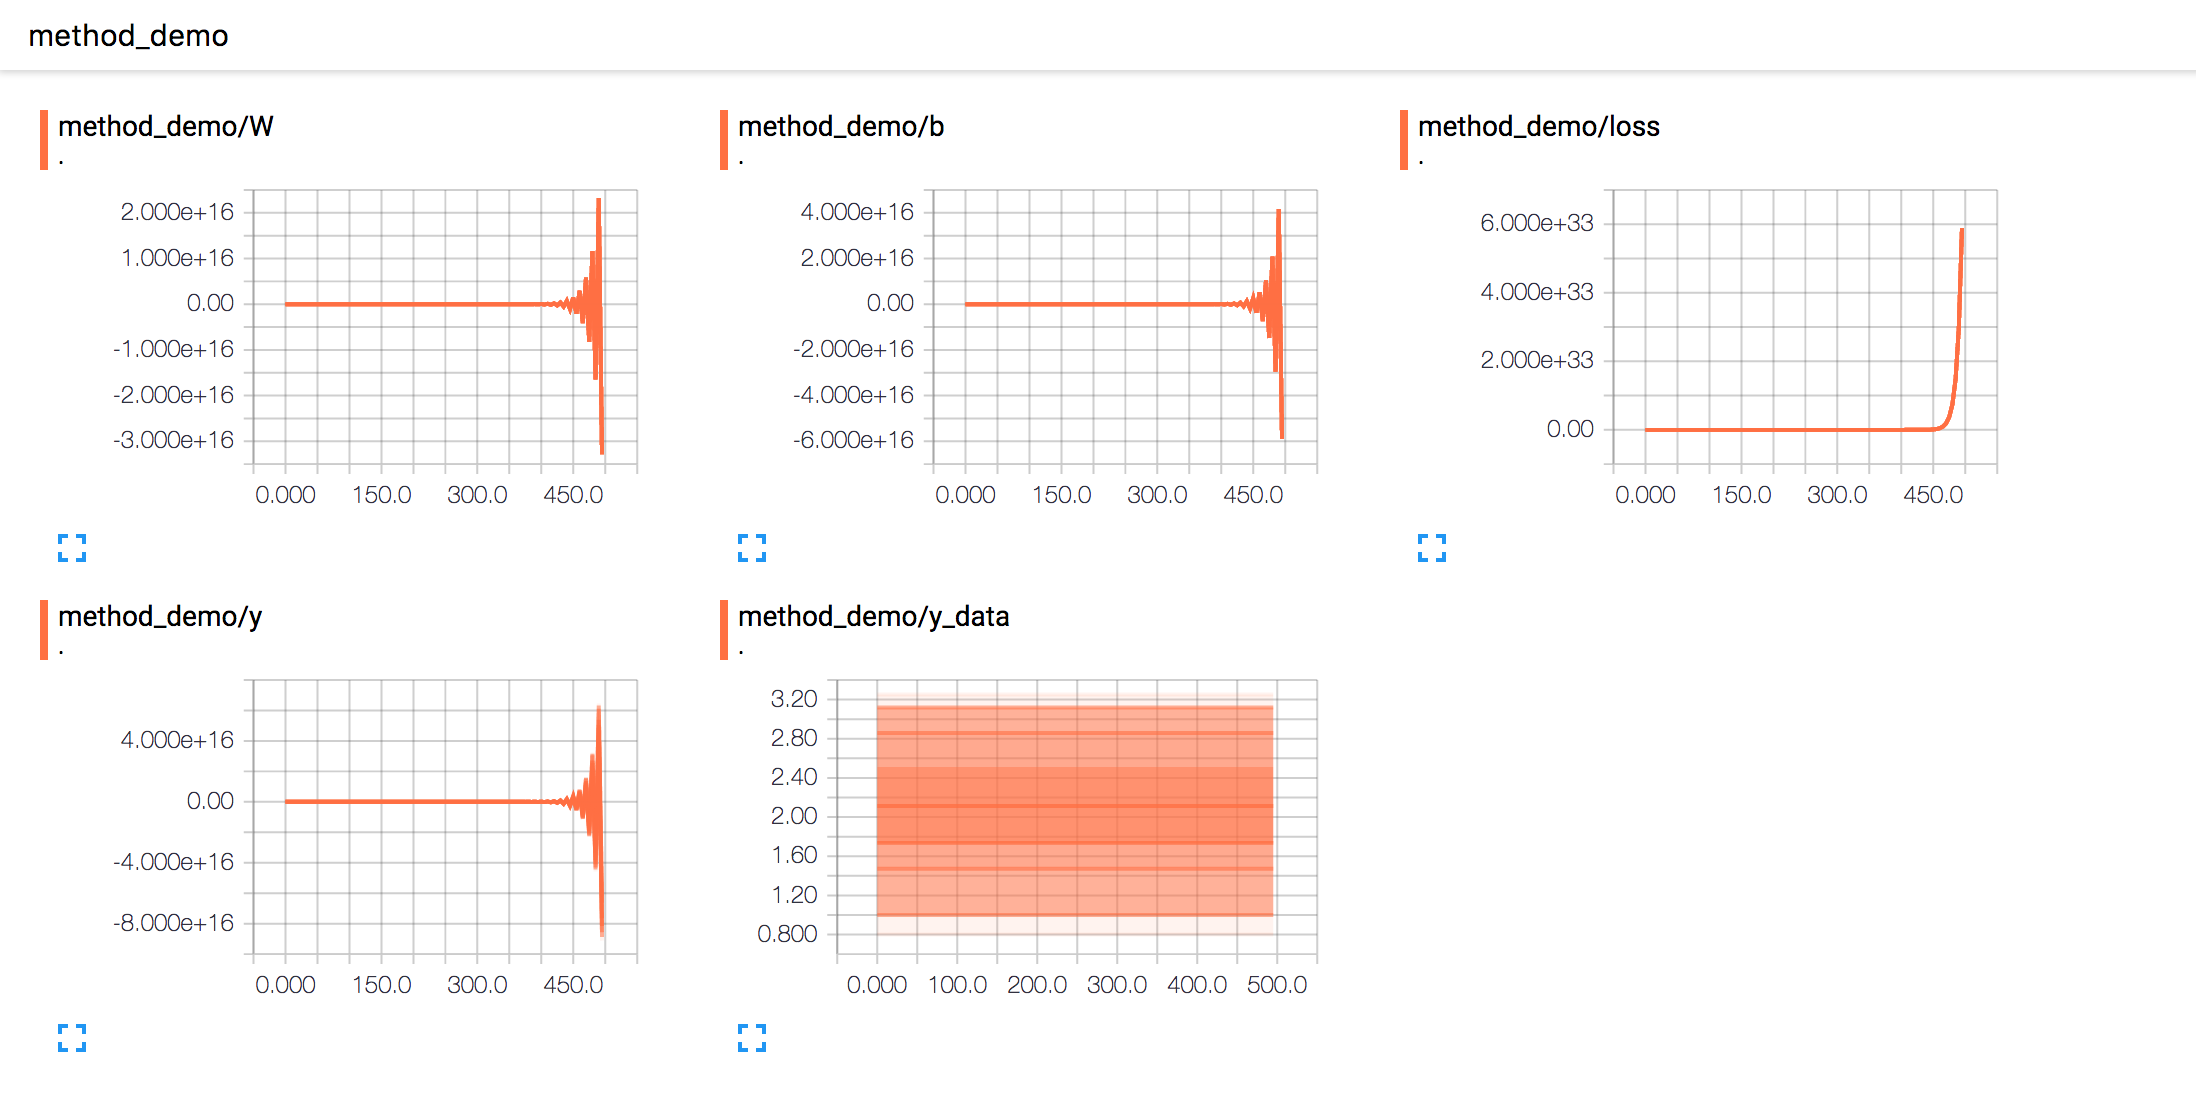 method_demo
method_demo/W
.
2.000e+16
1.000e+16
0.00
-1.000e+16
-2.000e+16
-3.000e+16
0.000 150.0 300.0 450.0
method_demo/b
.
4.000e+16
2.000e+16
0.00
-2.000e+16
-4.000e+16
-6.000e+16
0.000 150.0 300.0 450.0
method_demo/loss
.
6.000e+33
4.000e+33
2.000e+33
0.00
0.000 150.0 300.0 450.0
method_demo/y
.
4.000e+16
0.00
-4.000e+16
-8.000e+16
0.000 150.0 300.0 450.0
method_demo/y_data
.
3.20
2.80
2.40
2.00
1.60
1.20
0.800
0.000 100.0 200.0 300.0 400.0 500.0